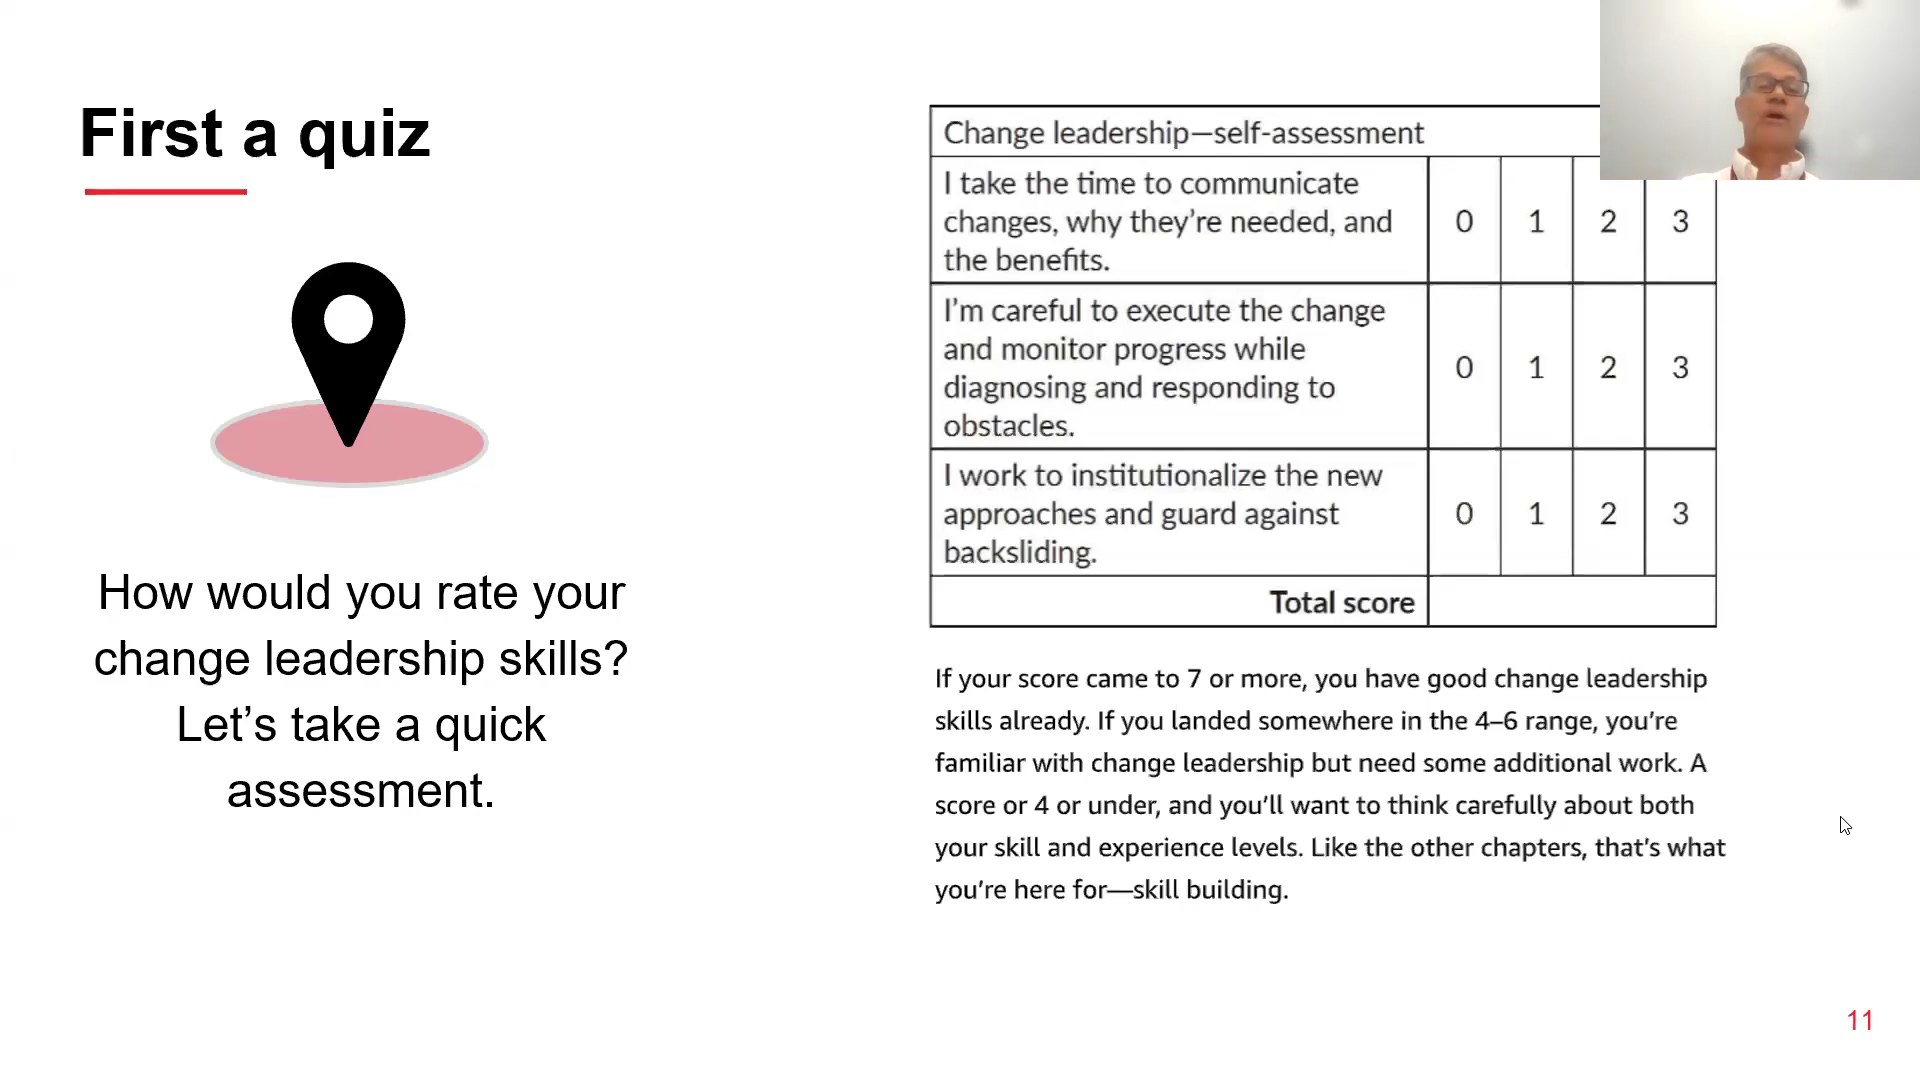 First a quiz
How would you rate your
change leadership skills?
Let’s take a quick
assessment.
Change leadership—self-assessment
I take the time to communicate
changes, why they’re needed, and
the benefits.
0 1 2 3
I’m careful to execute the change
and monitor progress while
diagnosing and responding to
obstacles.
0 1 2 3
I work to institutionalize the new
approaches and guard against
backsliding.
0 1 2 3
Total score
If your score came to 7 or more, you have good change leadership
skills already. If you landed somewhere in the 4–6 range, you’re
familiar with change leadership but need some additional work. A
score or 4 or under, and you’ll want to think carefully about both
your skill and experience levels. Like the other chapters, that’s what
you’re here for—skill building.
11